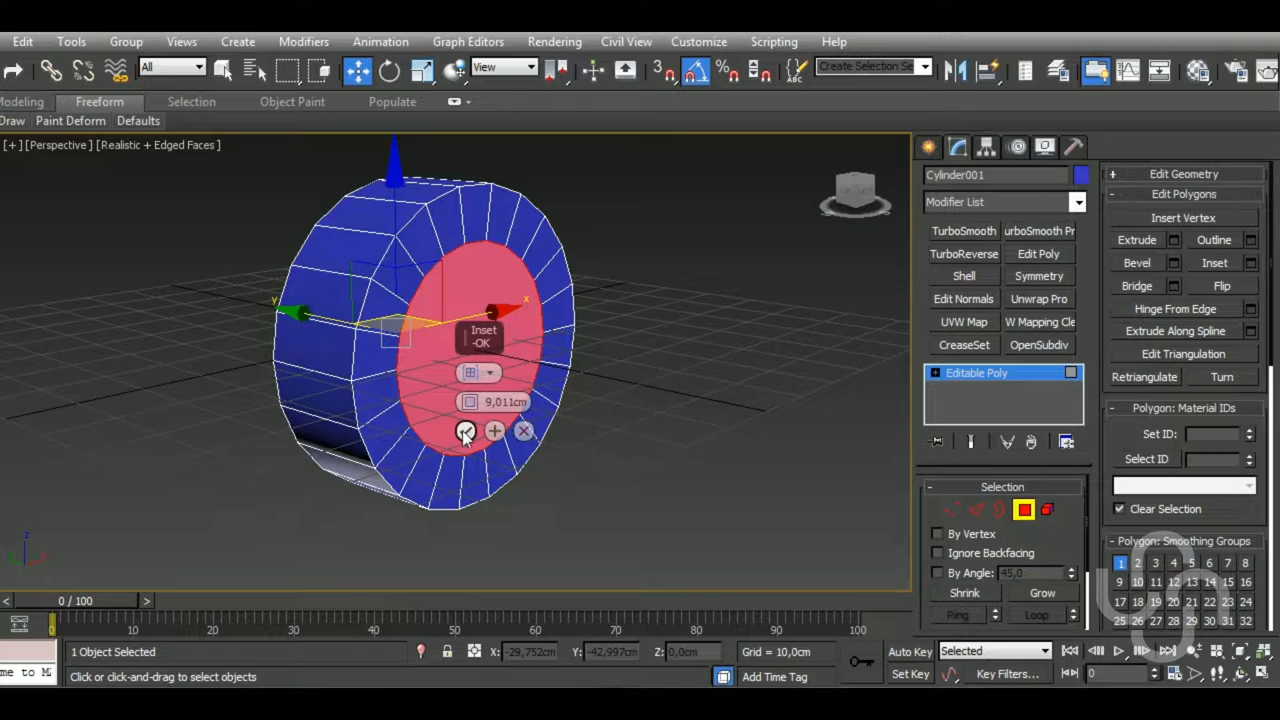 Edit Tools Group Views Create Modifiers Animation Graph Editors Rendering Civil View Customize Scripting Help
All View 3 Create Selection Se
Modeling Freeform Selection Object Paint Populate
Draw Paint Deform Defaults
[+] [Perspective] [Realistic + Edged Faces]
z
y
x
Inset
-OK
9,011cm
Cylinder001
Modifier List
TurboSmooth urboSmooth Pr
TurboReverse Edit Poly
Shell Symmetry
Edit Normals Unwrap Pro
UVW Map W Mapping Cle
CreaseSet OpenSubdiv
Editable Poly
- Selection
By Vertex
Ignore Backfacing
By Angle: 45,0
Shrink Grow
Ring Loop
+ Edit Geometry
- Edit Polygons
Insert Vertex
Extrude Outline
Bevel Inset
Bridge Flip
Hinge From Edge
Extrude Along Spline
Edit Triangulation
Retriangulate Turn
- Polygon: Material IDs
Set ID:
Select ID
Clear Selection
- Polygon: Smoothing Groups
1 2 3 4 5 6 7 8
9 10 11 12 13 14 15 16
17 18 19 20 21 22 23 24
25 26 27 28 29 30 31 32
< 0 / 100 >
0 10 20 30 40 50 60 70 80 90 100
1 Object Selected X: -29,752cm Y: -42,997cm Z: 0,0cm Grid = 10,0cm Auto Key Selected
me to M Click or click-and-drag to select objects Add Time Tag Set Key Key Filters... 0